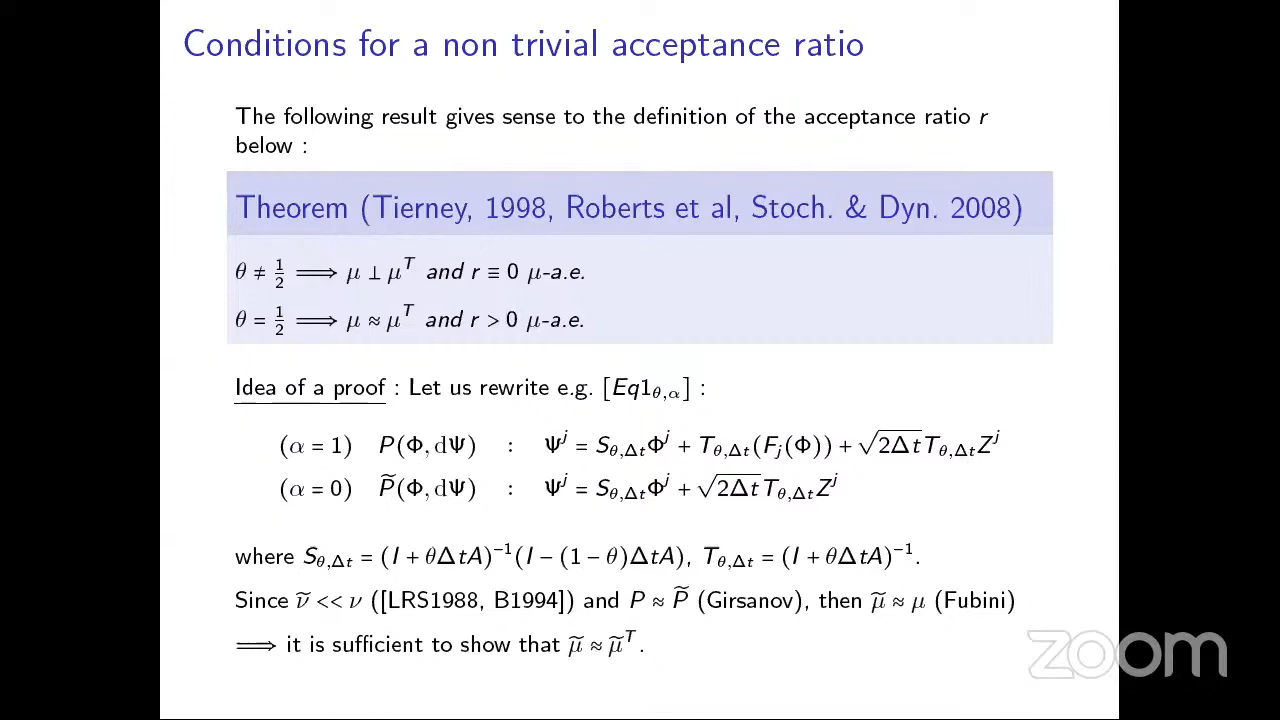 Conditions for a non trivial acceptance ratio
The following result gives sense to the definition of the acceptance ratio r
below :
Theorem (Tierney, 1998, Roberts et al, Stoch. & Dyn. 2008)
θ ≠ 1/2 ⟹ μ ⊥ μ^T and r ≡ 0 μ-a.e.
θ = 1/2 ⟹ μ ≈ μ^T and r > 0 μ-a.e.
Idea of a proof : Let us rewrite e.g. [Eq1_{θ,α}] :
(α = 1) P(Φ, dΨ) : Ψ^j = S_{θ,Δt}Φ^j + T_{θ,Δt}(F_j(Φ)) + √(2Δt) T_{θ,Δt}Z^j
(α = 0) P̃(Φ, dΨ) : Ψ^j = S_{θ,Δt}Φ^j + √(2Δt) T_{θ,Δt}Z^j
where S_{θ,Δt} = (I + θΔtA)^{−1}(I − (1 − θ)ΔtA), T_{θ,Δt} = (I + θΔtA)^{−1}.
Since ν̃ << ν ([LRS1988, B1994]) and P ≈ P̃ (Girsanov), then μ̃ ≈ μ (Fubini)
⟹ it is sufficient to show that μ̃ ≈ μ̃^T.
zoom